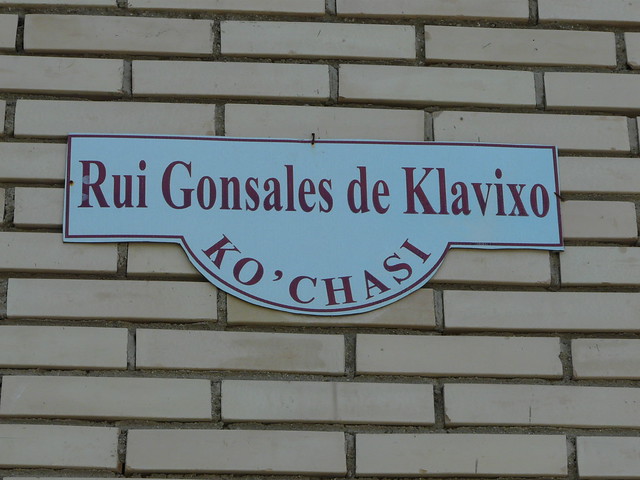 Rui Gonsales de Klavixo
KO'CHASI